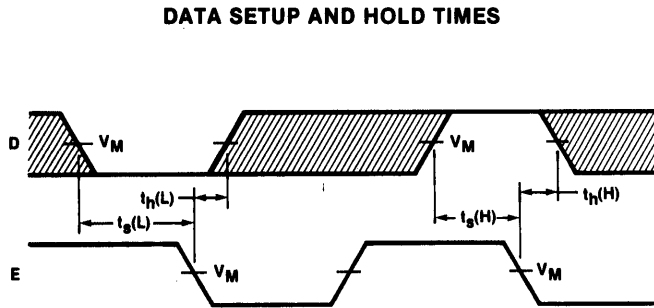 DATA SETUP AND HOLD TIMES
D
VM
VM
th(L)
th(H)
ts(L)
ts(H)
E
VM
VM